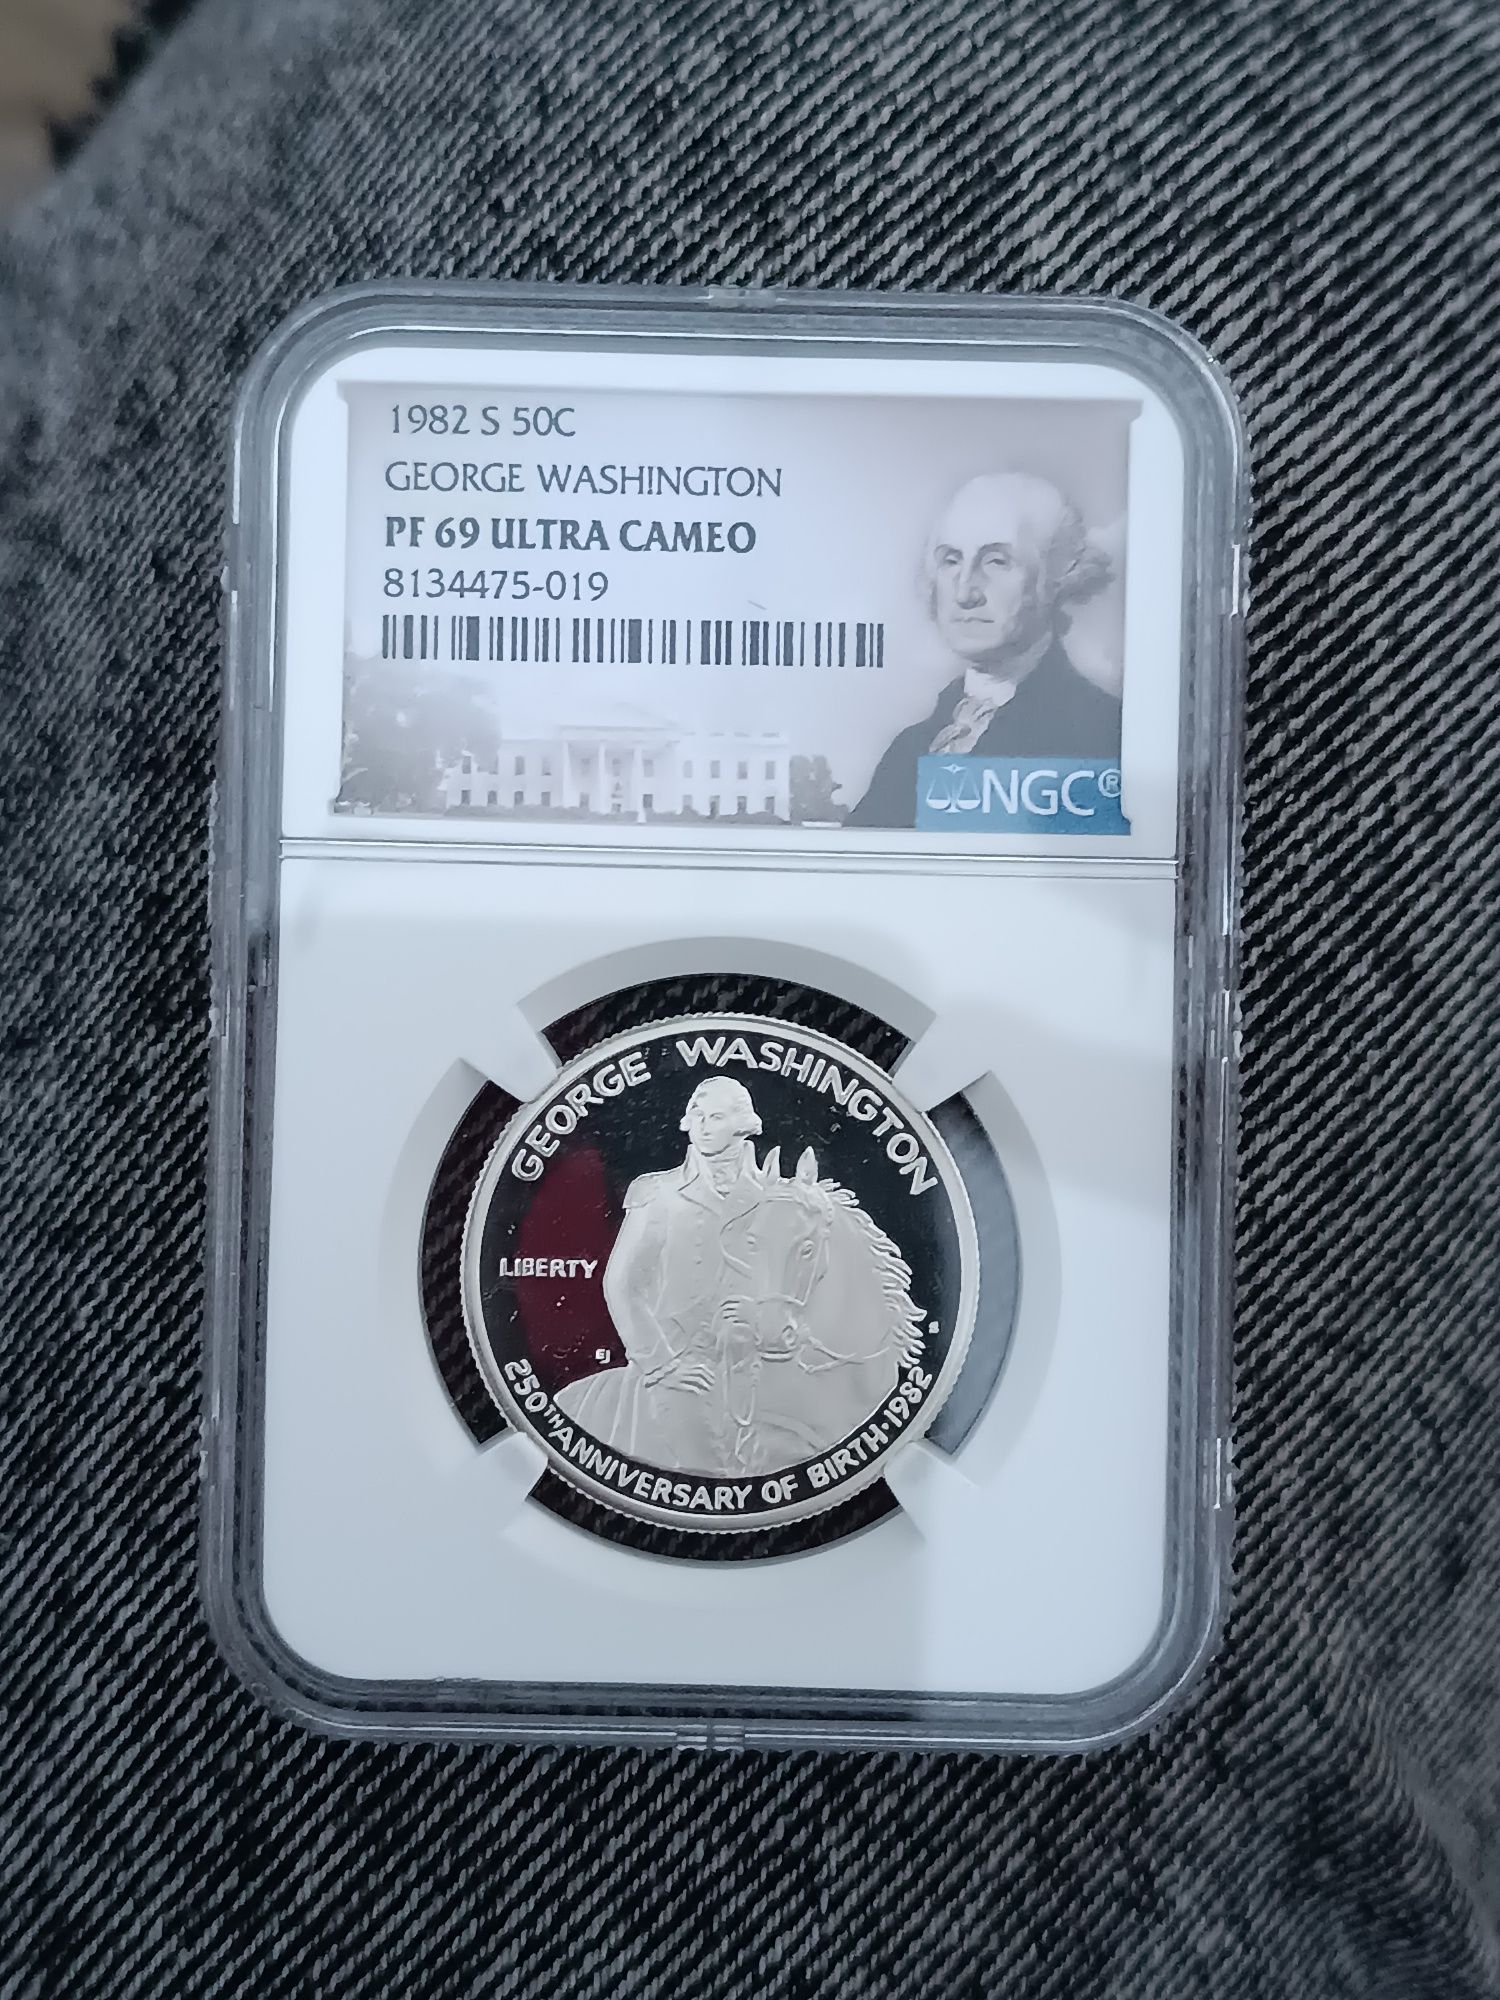 1982 S 50C
GEORGE WASHINGTON
PF 69 ULTRA CAMEO
8134475-019
NGC®
GEORGE WASHINGTON
LIBERTY
EJ
S
250TH ANNIVERSARY OF BIRTH·1982